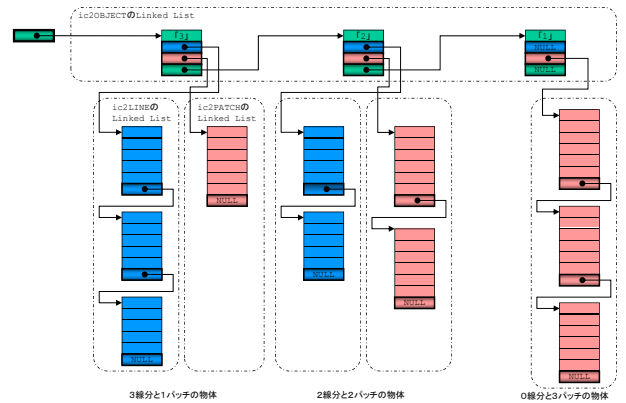 ic2OBJECTのLinked List
「3」
「2」
「1」
NULL
NULL
ic2LINEの
Linked List
ic2PATCHの
Linked List
NULL
NULL
NULL
NULL
NULL
3線分と1パッチの物体
2線分と2パッチの物体
0線分と3パッチの物体